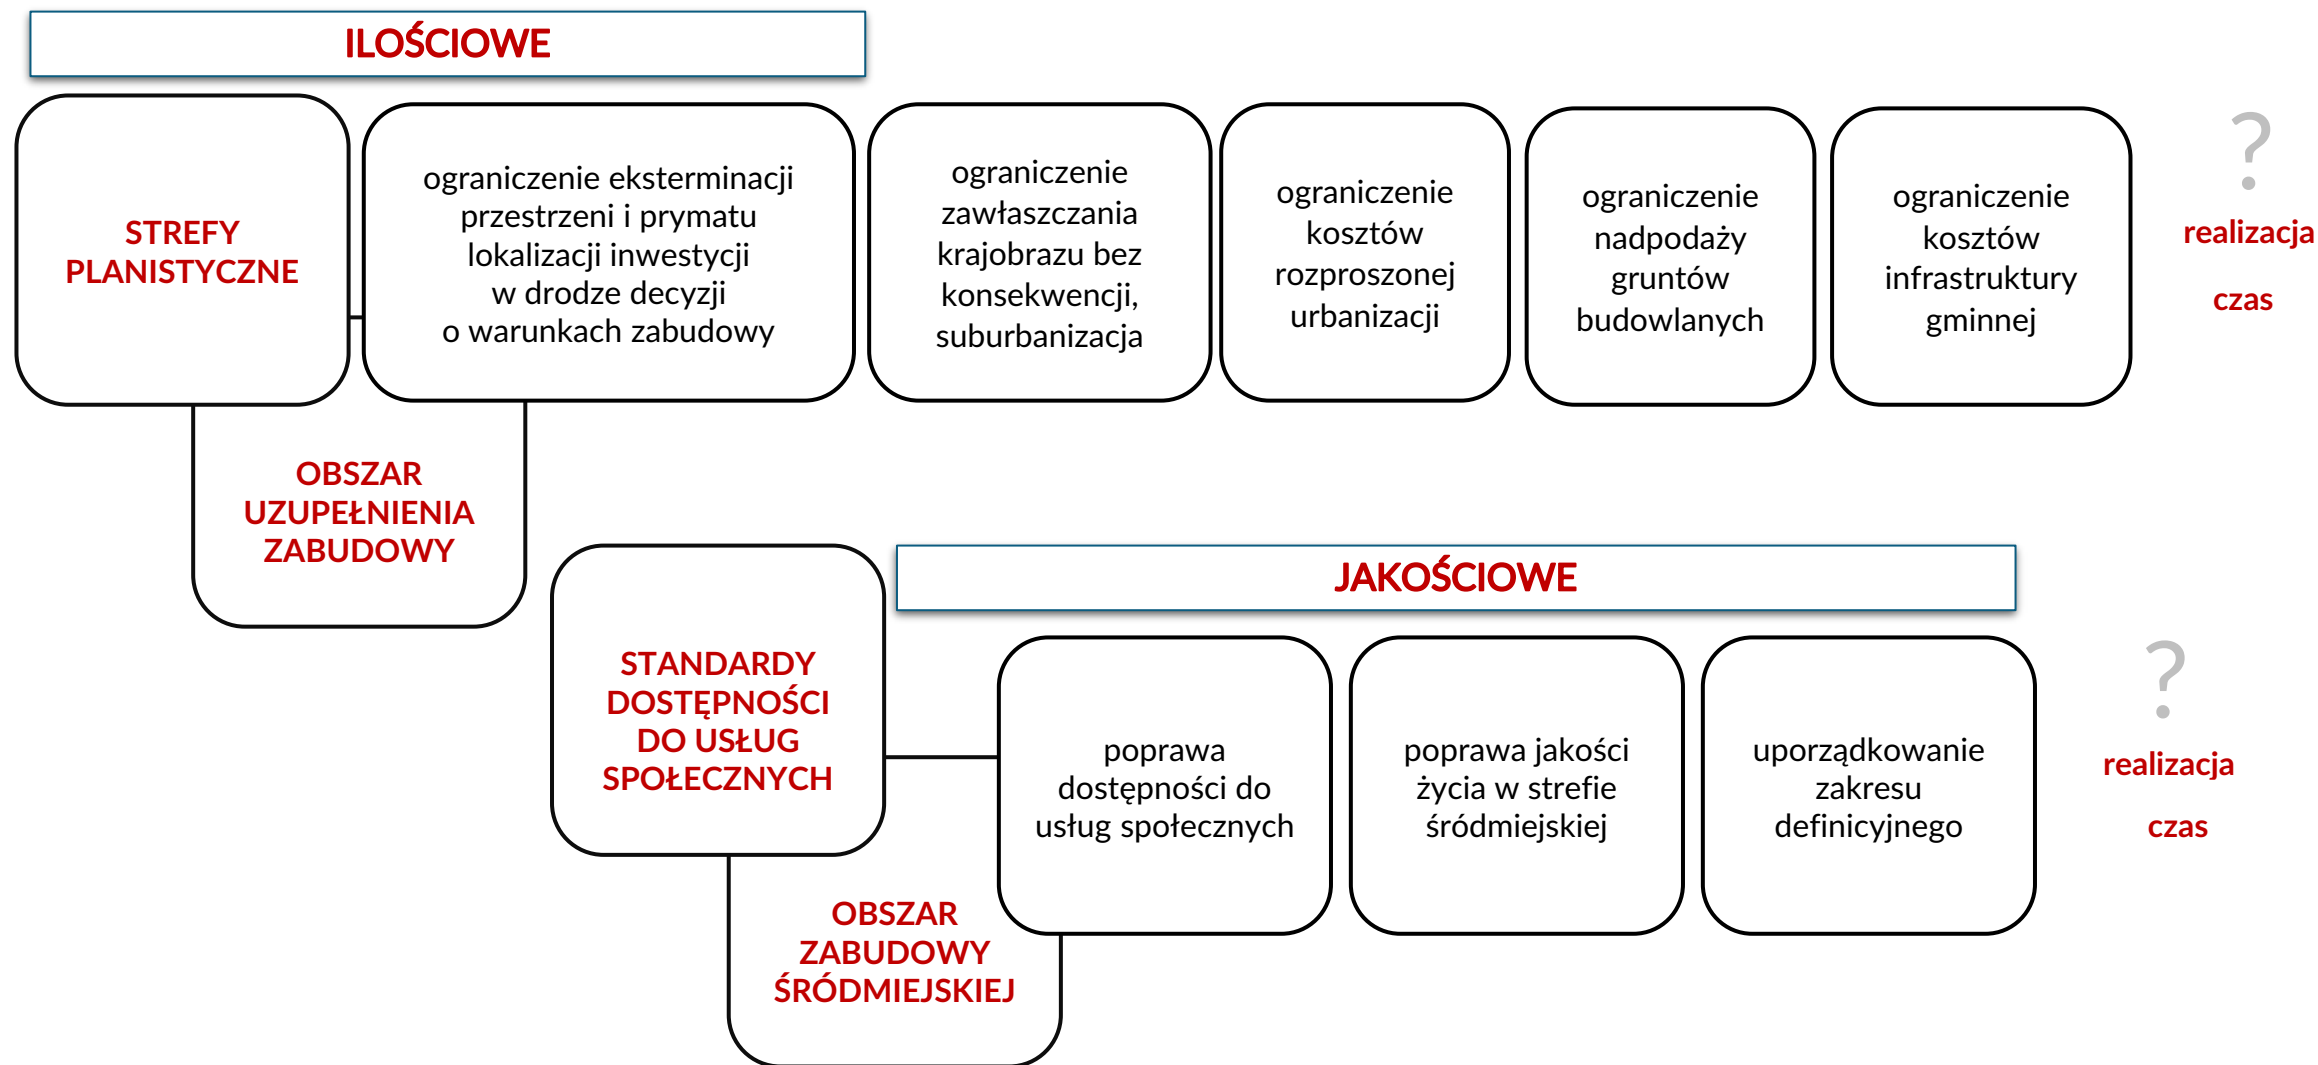 ILOŚCIOWE
STREFY
PLANISTYCZNE
ograniczenie eksterminacji
przestrzeni i prymatu
lokalizacji inwestycji
w drodze decyzji
o warunkach zabudowy
ograniczenie
zawłaszczania
krajobrazu bez
konsekwencji,
suburbanizacja
ograniczenie
kosztów
rozproszonej
urbanizacji
ograniczenie
nadpodaży
gruntów
budowlanych
ograniczenie
kosztów
infrastruktury
gminnej
?
realizacja
czas
OBSZAR
UZUPEŁNIENIA
ZABUDOWY
JAKOŚCIOWE
STANDARDY
DOSTĘPNOŚCI
DO USŁUG
SPOŁECZNYCH
poprawa
dostępności do
usług społecznych
poprawa jakości
życia w strefie
śródmiejskiej
uporządkowanie
zakresu
definicyjnego
?
realizacja
czas
OBSZAR
ZABUDOWY
ŚRÓDMIEJSKIEJ